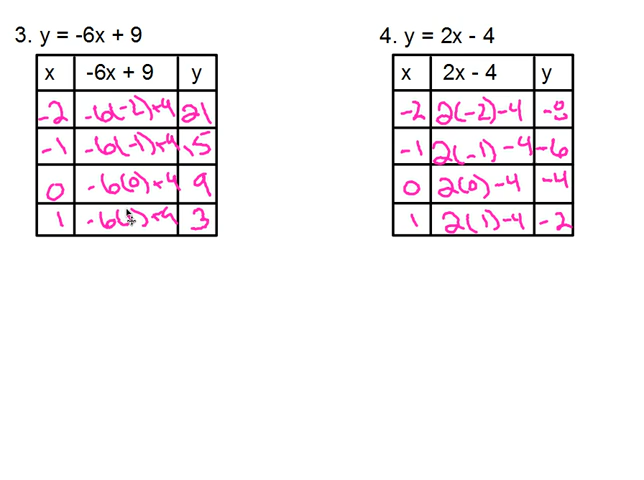 3. y = -6x + 9
x -6x + 9 y
-2 -6(-2)+9 21
-1 -6(-1)+9 15
0 -6(0)+9 9
1 -6(1)+9 3
4. y = 2x - 4
x 2x - 4 y
-2 2(-2)-4 -8
-1 2(-1)-4 -6
0 2(0)-4 -4
1 2(1)-4 -2